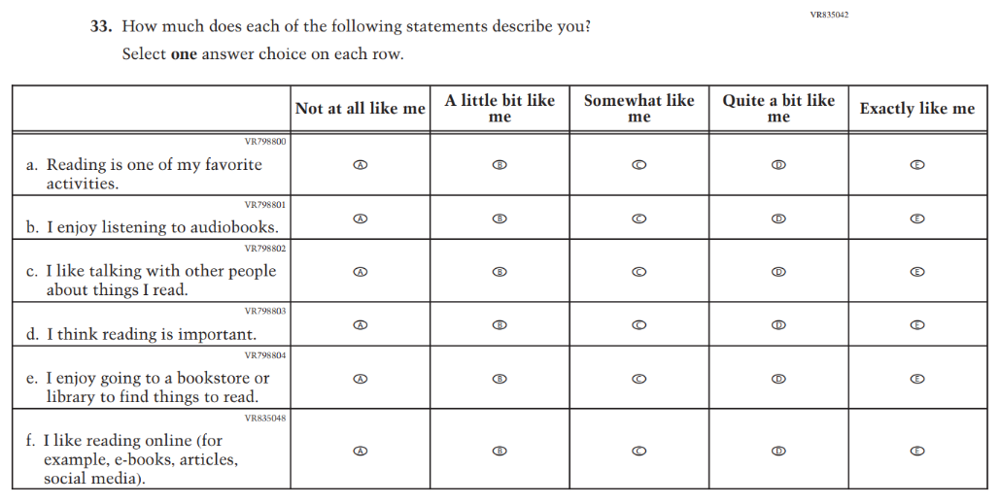 VR835042
33. How much does each of the following statements describe you?
Select one answer choice on each row.
Not at all like me
A little bit like
me
Somewhat like
me
Quite a bit like
me
Exactly like me
VR798800
a. Reading is one of my favorite
activities.
A B C D E
VR798801
b. I enjoy listening to audiobooks.
A B C D E
VR798802
c. I like talking with other people
about things I read.
A B C D E
VR798803
d. I think reading is important.
A B C D E
VR798804
e. I enjoy going to a bookstore or
library to find things to read.
A B C D E
VR835048
f. I like reading online (for
example, e-books, articles,
social media).
A B C D E